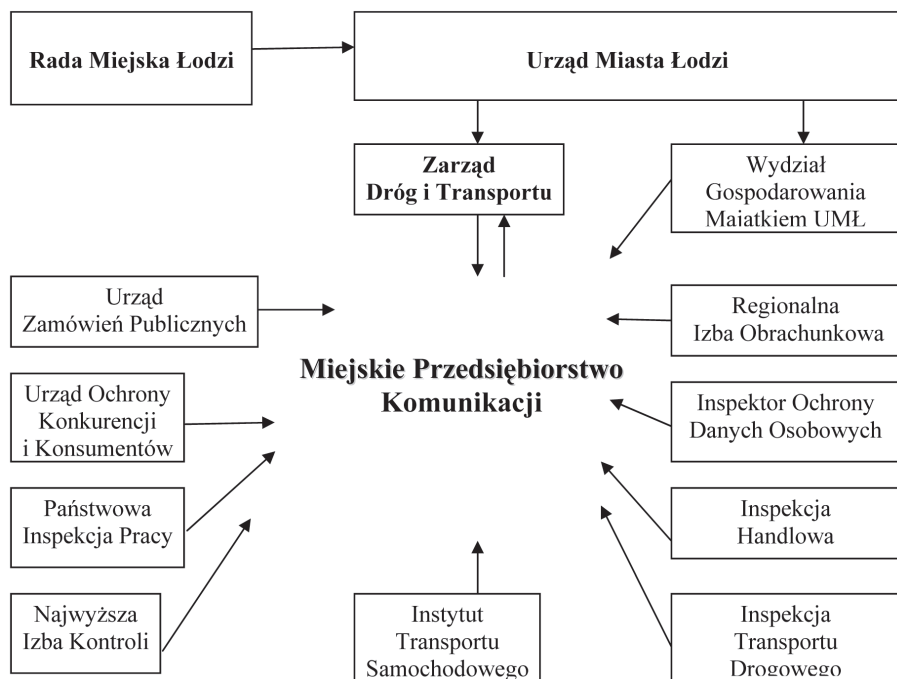 Rada Miejska Łodzi
Urząd Miasta Łodzi
Zarząd
Dróg i Transportu
Wydział
Gospodarowania
Majątkiem UMŁ
Urząd
Zamówień Publicznych
Regionalna
Izba Obrachunkowa
Miejskie Przedsiębiorstwo
Komunikacji
Urząd Ochrony
Konkurencji
i Konsumentów
Inspektor Ochrony
Danych Osobowych
Państwowa
Inspekcja Pracy
Inspekcja
Handlowa
Najwyższa
Izba Kontroli
Instytut
Transportu
Samochodowego
Inspekcja
Transportu
Drogowego